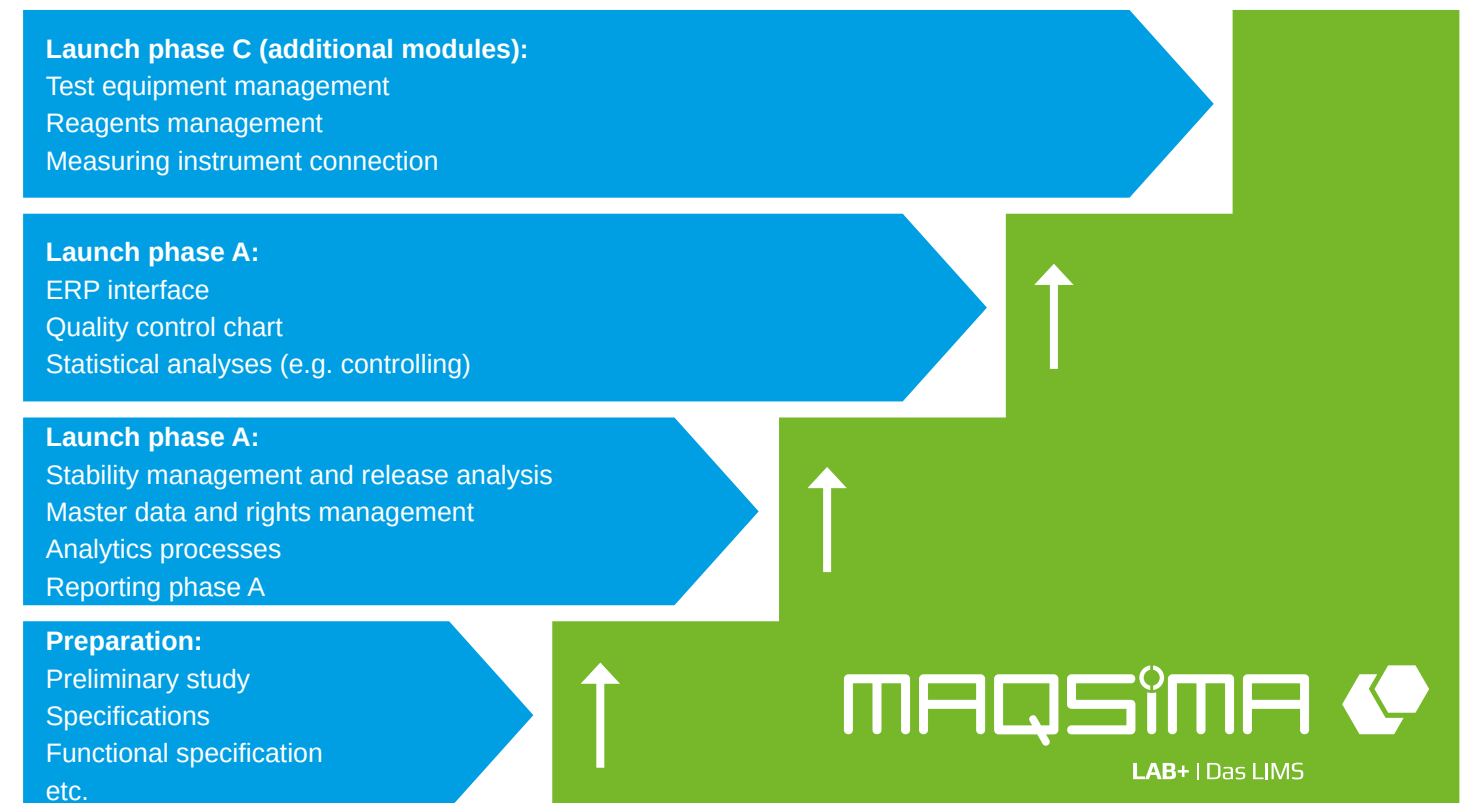 Launch phase C (additional modules):
Test equipment management
Reagents management
Measuring instrument connection
Launch phase A:
ERP interface
Quality control chart
Statistical analyses (e.g. controlling)
Launch phase A:
Stability management and release analysis
Master data and rights management
Analytics processes
Reporting phase A
Preparation:
Preliminary study
Specifications
Functional specification
etc.
MAQSiMA
LAB+ | Das LIMS